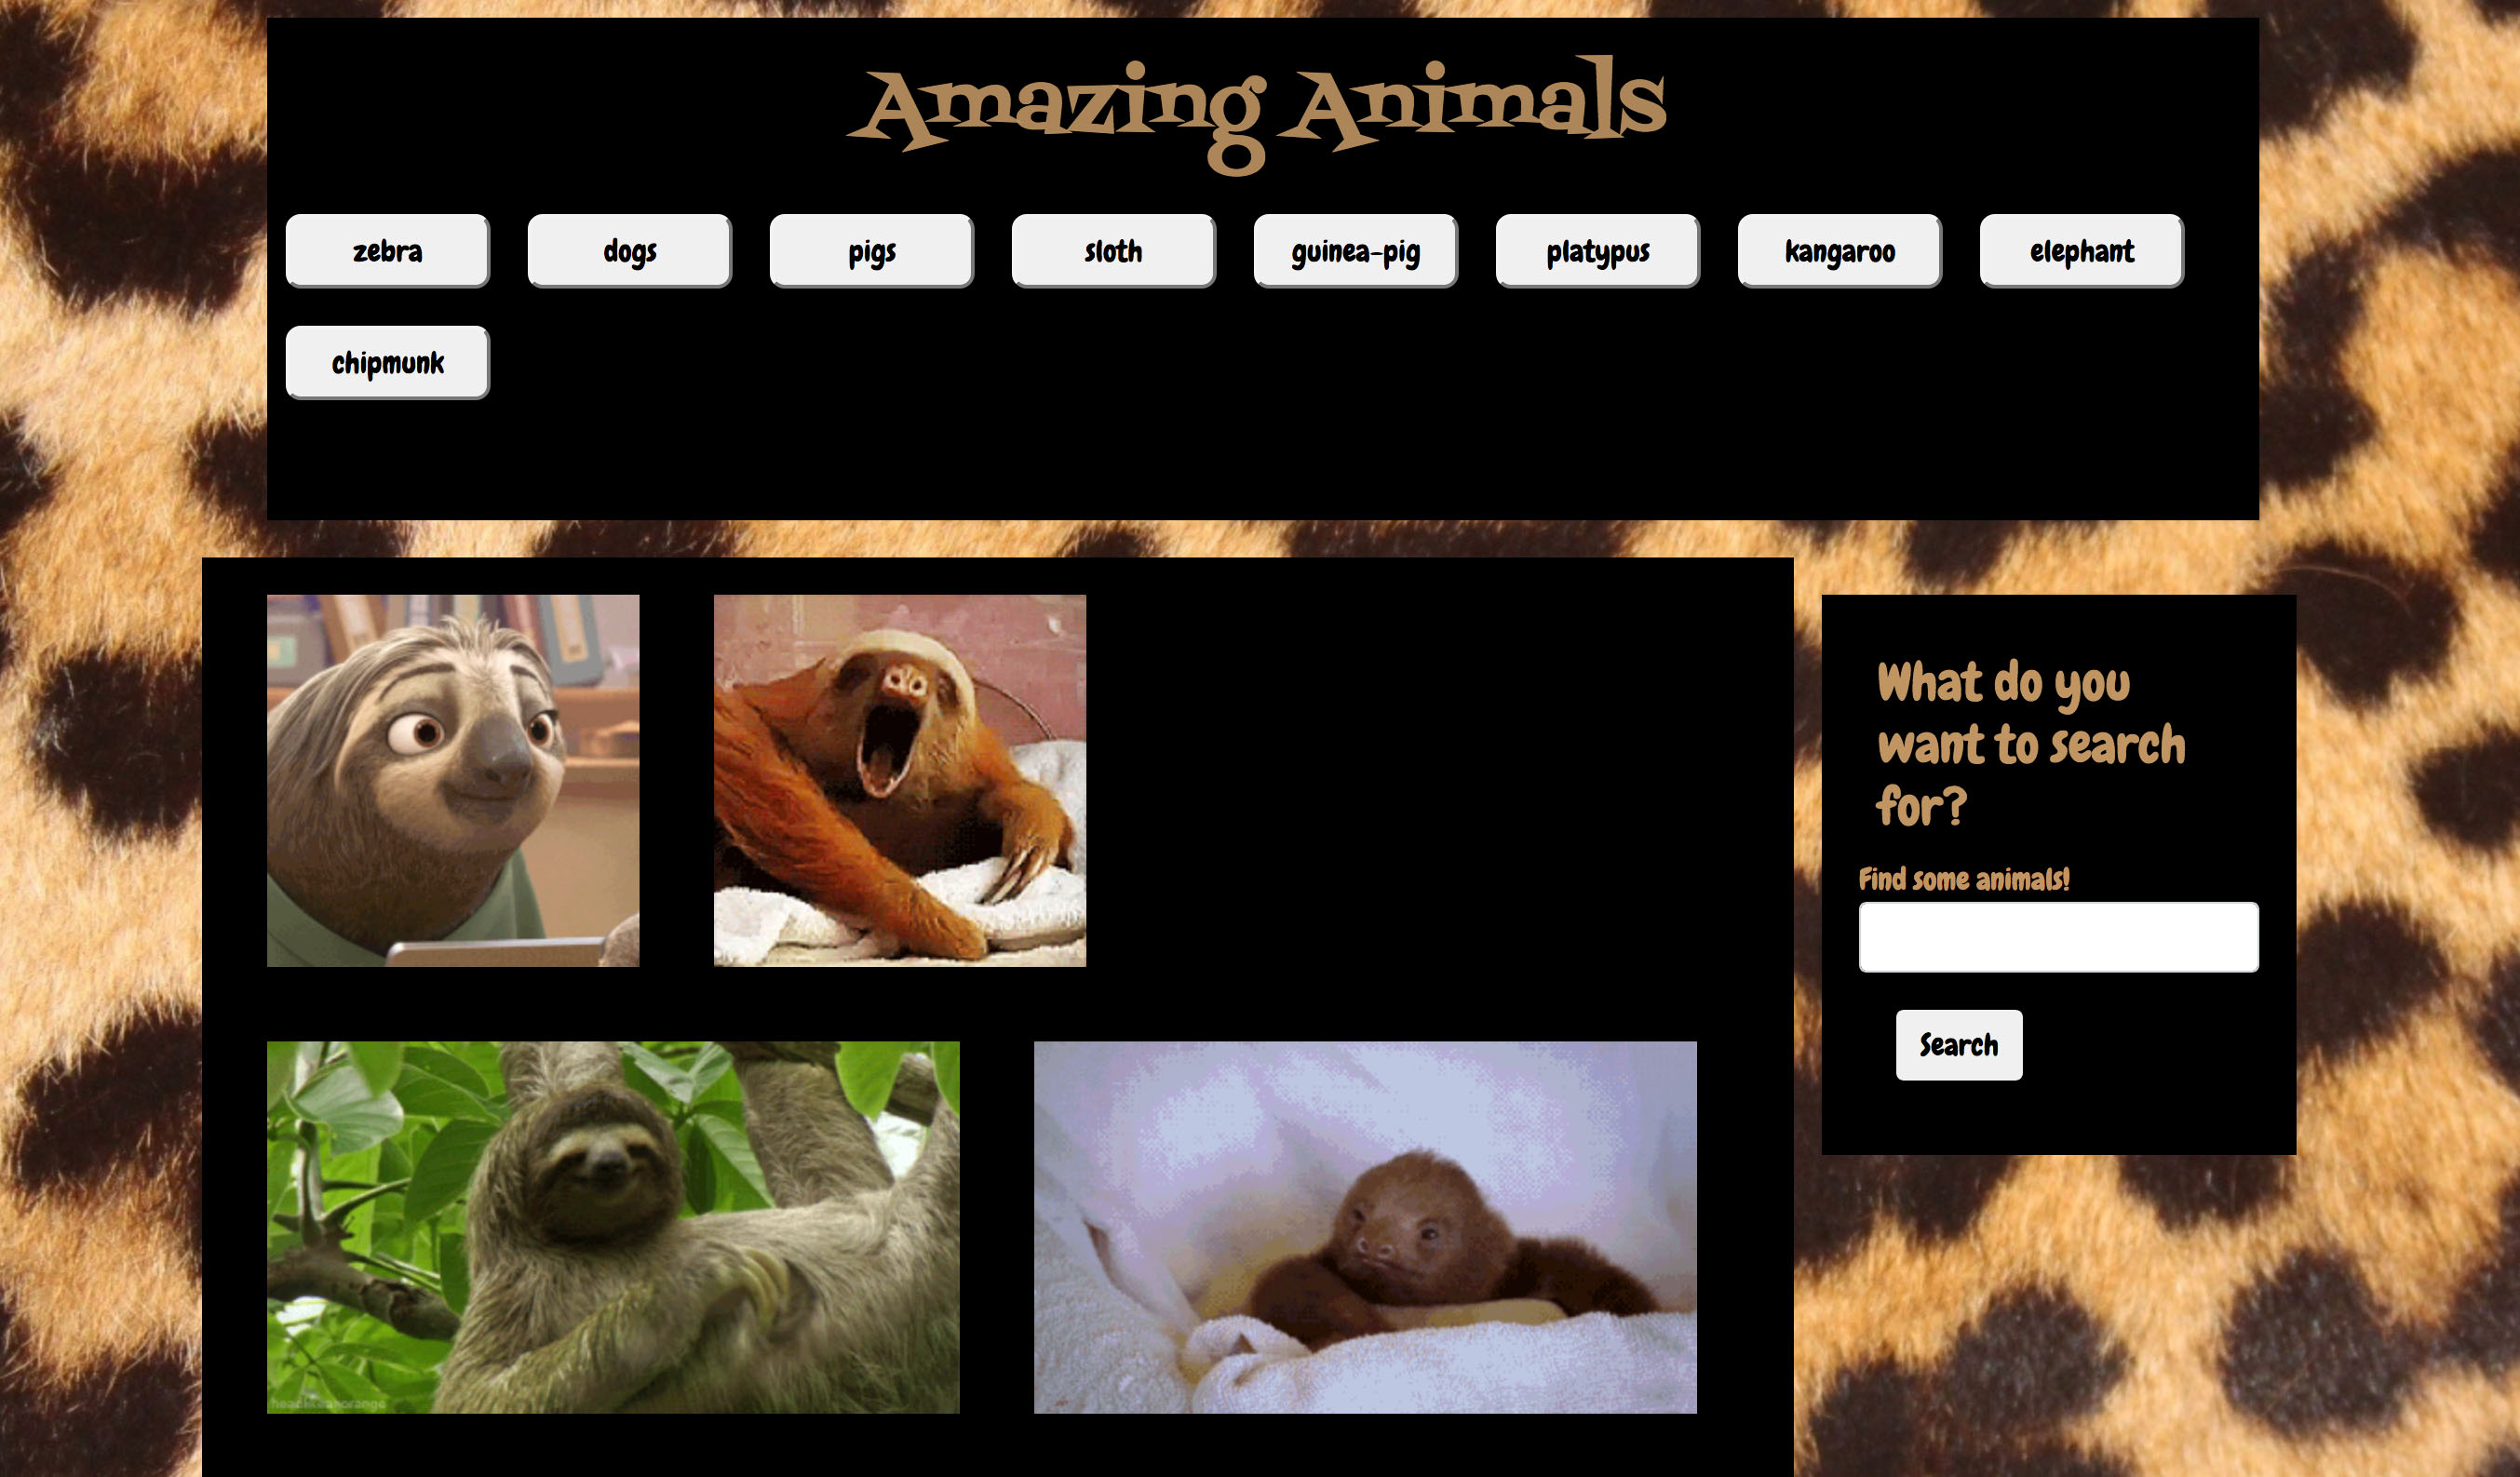 Amazing Animals
zebra
dogs
pigs
sloth
guinea-pig
platypus
kangaroo
elephant
chipmunk
What do you
want to search
for?
Find some animals!
Search